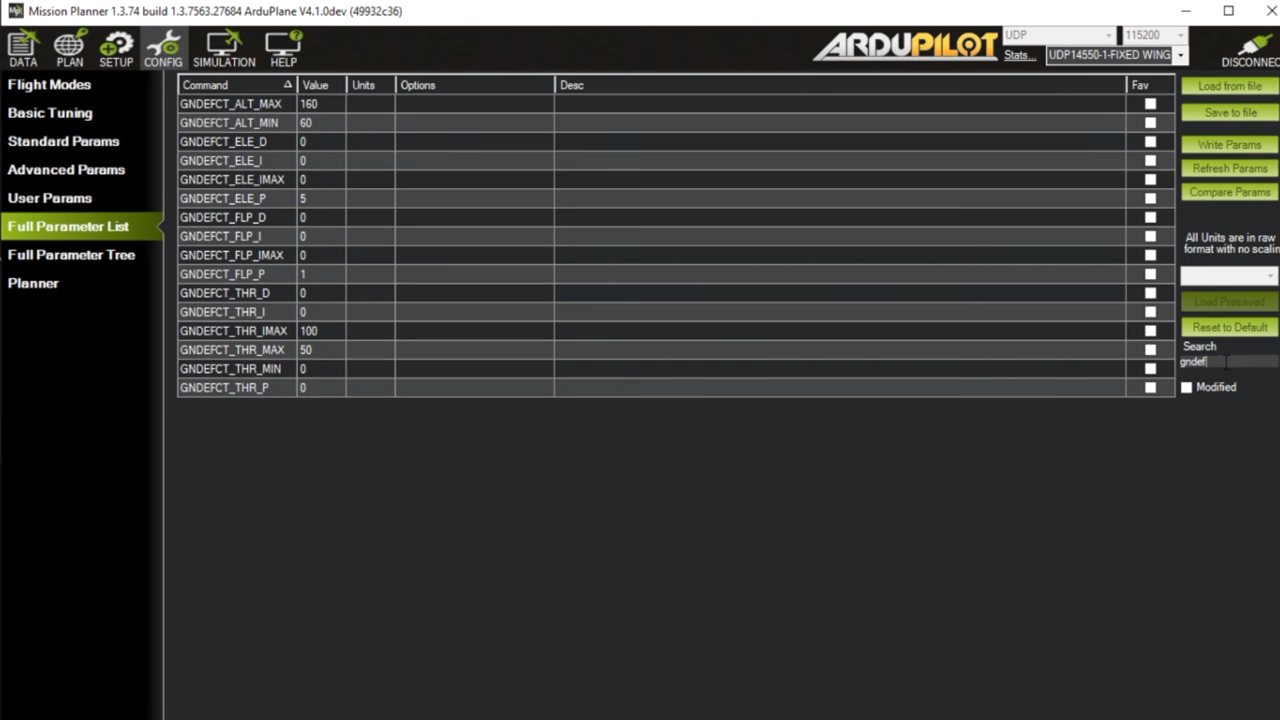 Mission Planner 1.3.74 build 1.3.7563.27684 ArduPlane V4.1.0dev (49932c36)
DATA PLAN SETUP CONFIG SIMULATION HELP
ARDUPILOT
UDP 115200
Stats... UDP14550-1-FIXED WING
DISCONNEC
Flight Modes
Basic Tuning
Standard Params
Advanced Params
User Params
Full Parameter List
Full Parameter Tree
Planner
Command Value Units Options Desc Fav
GNDEFCT_ALT_MAX 160
GNDEFCT_ALT_MIN 60
GNDEFCT_ELE_D 0
GNDEFCT_ELE_I 0
GNDEFCT_ELE_IMAX 0
GNDEFCT_ELE_P 5
GNDEFCT_FLP_D 0
GNDEFCT_FLP_I 0
GNDEFCT_FLP_IMAX 0
GNDEFCT_FLP_P 1
GNDEFCT_THR_D 0
GNDEFCT_THR_I 0
GNDEFCT_THR_IMAX 100
GNDEFCT_THR_MAX 50
GNDEFCT_THR_MIN 0
GNDEFCT_THR_P 0
Load from file
Save to file
Write Params
Refresh Params
Compare Params
All Units are in raw
format with no scalin
Load Presaved
Reset to Default
Search
gndef
Modified